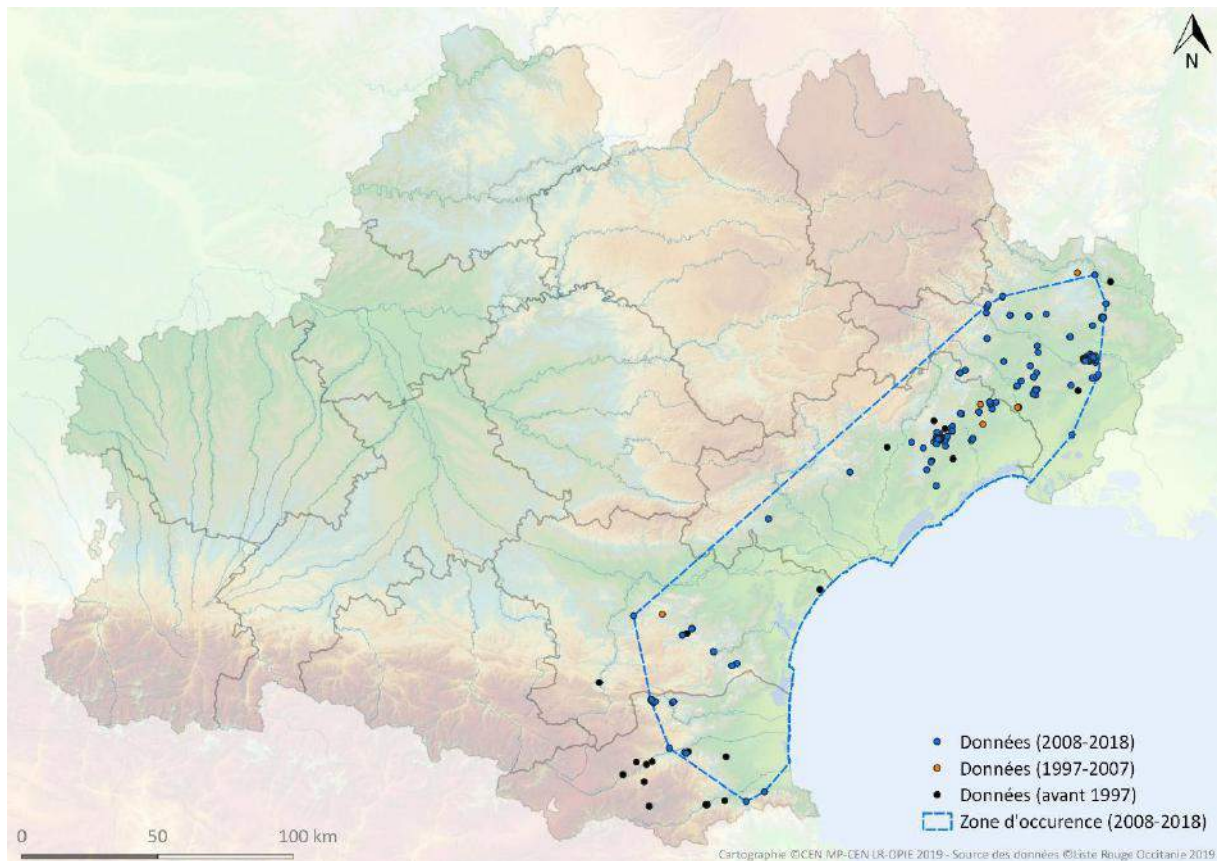 N
Données (2008-2018)
Données (1997-2007)
Données (avant 1997)
Zone d'occurence (2008-2018)
0 50 100 km
Cartographie ©CEN MP-CEN LR-OPIE 2019 - Source des données ©Liste Rouge Occitanie 2019